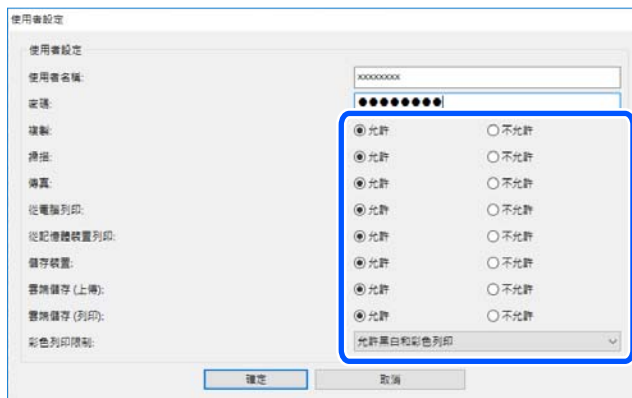 使用者設定
使用者設定
使用者名稱: xxxxxxxx
密碼: ●●●●●●●●
複製: 允許 不允許
掃描: 允許 不允許
傳真: 允許 不允許
從電腦列印: 允許 不允許
從記憶體裝置列印: 允許 不允許
儲存裝置: 允許 不允許
雲端儲存 (上傳): 允許 不允許
雲端儲存 (列印): 允許 不允許
彩色列印限制: 允許黑白和彩色列印
確定 取消